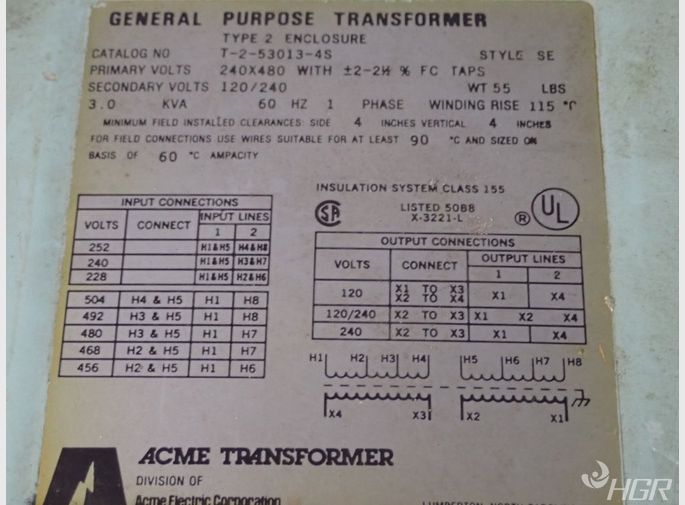 GENERAL PURPOSE TRANSFORMER
TYPE 2 ENCLOSURE
CATALOG NO T-2-53013-4S STYLE SE
PRIMARY VOLTS 240X480 WITH ±2-2½ % FC TAPS
SECONDARY VOLTS 120/240 WT 55 LBS
3.0 KVA 60 HZ 1 PHASE WINDING RISE 115 °C
MINIMUM FIELD INSTALLED CLEARANCES: SIDE 4 INCHES VERTICAL 4 INCHES
FOR FIELD CONNECTIONS USE WIRES SUITABLE FOR AT LEAST 90 °C AND SIZED ON
BASIS OF 60 °C AMPACITY
INPUT CONNECTIONS
VOLTS CONNECT INPUT LINES
1 2
252 H1&H5 H4&H8
240 H1&H5 H3&H7
228 H1&H5 H2&H6
504 H4 & H5 H1 H8
492 H3 & H5 H1 H8
480 H3 & H5 H1 H7
468 H2 & H5 H1 H7
456 H2 & H5 H1 H6
INSULATION SYSTEM CLASS 155
SA LISTED 5088 ® UL
X-3221-L
OUTPUT CONNECTIONS
VOLTS CONNECT OUTPUT LINES
1 2
120 X1 TO X3 X1 X4
X2 TO X4
120/240 X2 TO X3 X1 X2 X4
240 X2 TO X3 X1 X4
H1 H2 H3 H4 H5 H6 H7 H8
X4 X3 X2 X1
ACME TRANSFORMER
DIVISION OF
Acme Electric Corporation
LUMBERTON, NORTH
HGR